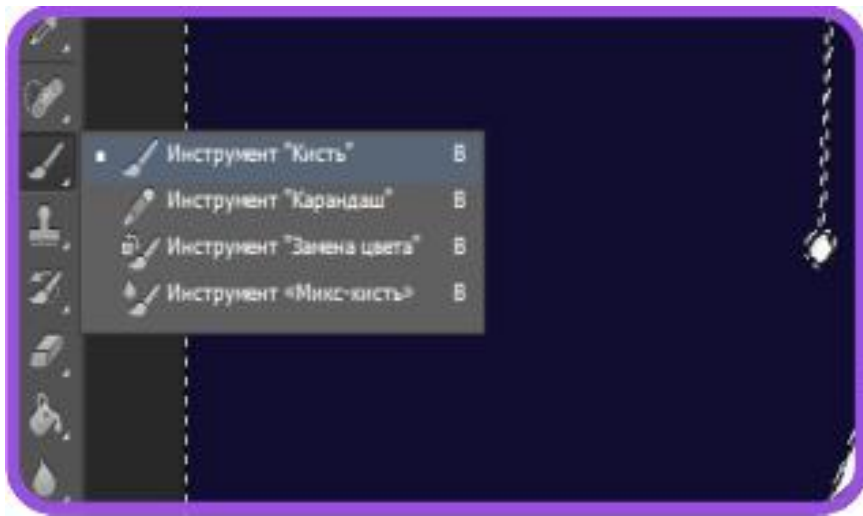 Инструмент "Кисть" B
Инструмент "Карандаш" B
Инструмент "Замена цвета" B
Инструмент «Микс-кисть» B